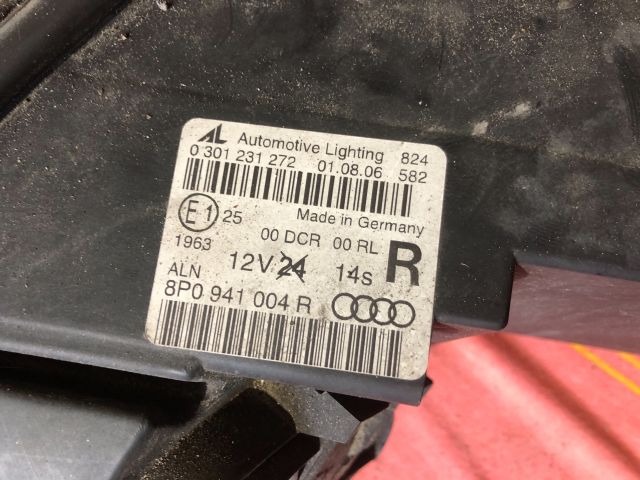 AL Automotive Lighting 824
0 301 231 272 01.08.06 582
E1 25 Made in Germany
1963 00 DCR 00 RL R
ALN 12V 24 14s
8P0 941 004 R